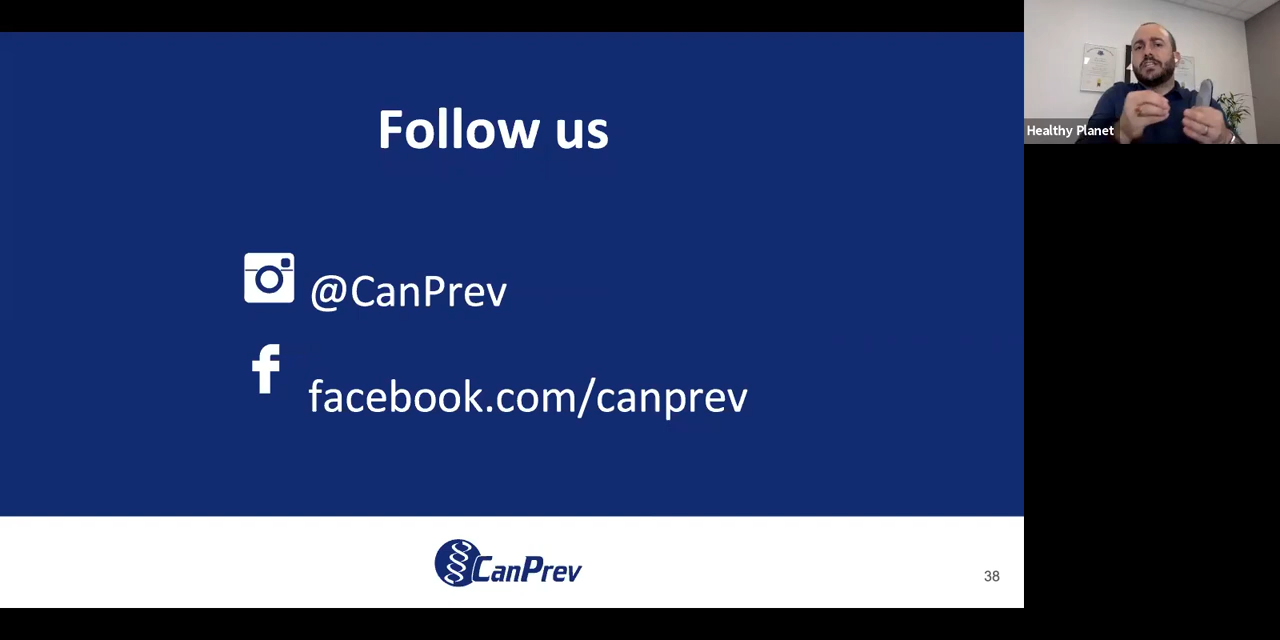 Follow us
@CanPrev
facebook.com/canprev
CanPrev
38
Healthy Planet